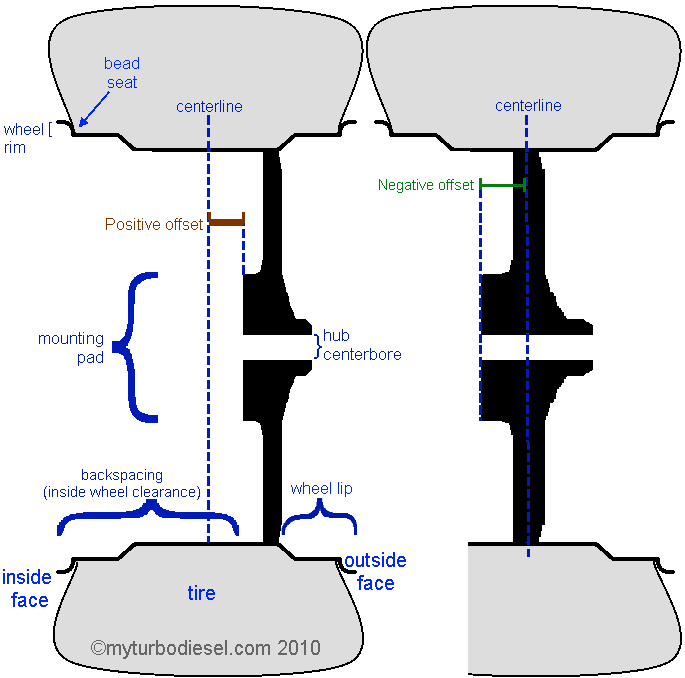 bead
seat
centerline
centerline
wheel [
rim
Negative offset
Positive offset
mounting
pad
hub
centerbore
backspacing
(inside wheel clearance)
wheel lip
inside
face
outside
face
tire
©myturbodiesel.com 2010